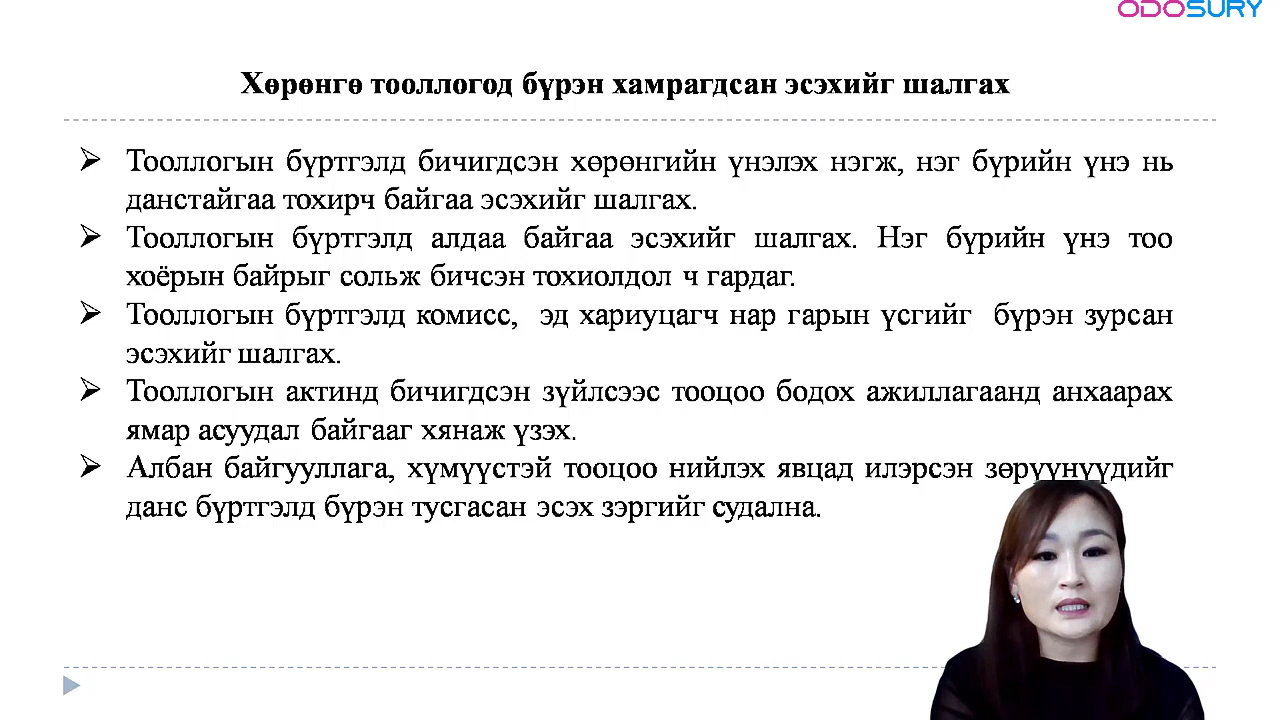 ODOSURY
Хөрөнгө тооллогод бүрэн хамрагдсан эсэхийг шалгах
Тооллогын бүртгэлд бичигдсэн хөрөнгийн үнэлэх нэгж, нэг бүрийн үнэ нь
данстайгаа тохирч байгаа эсэхийг шалгах.
Тооллогын бүртгэлд алдаа байгаа эсэхийг шалгах. Нэг бүрийн үнэ тоо
хоёрын байрыг сольж бичсэн тохиолдол ч гардаг.
Тооллогын бүртгэлд комисс, эд хариуцагч нар гарын үсгийг бүрэн зурсан
эсэхийг шалгах.
Тооллогын актинд бичигдсэн зүйлсээс тооцоо бодох ажиллагаанд анхаарах
ямар асуудал байгааг хянаж үзэх.
Албан байгууллага, хүмүүстэй тооцоо нийлэх явцад илэрсэн зөрүүнүүдийг
данс бүртгэлд бүрэн тусгасан эсэх зэргийг судална.